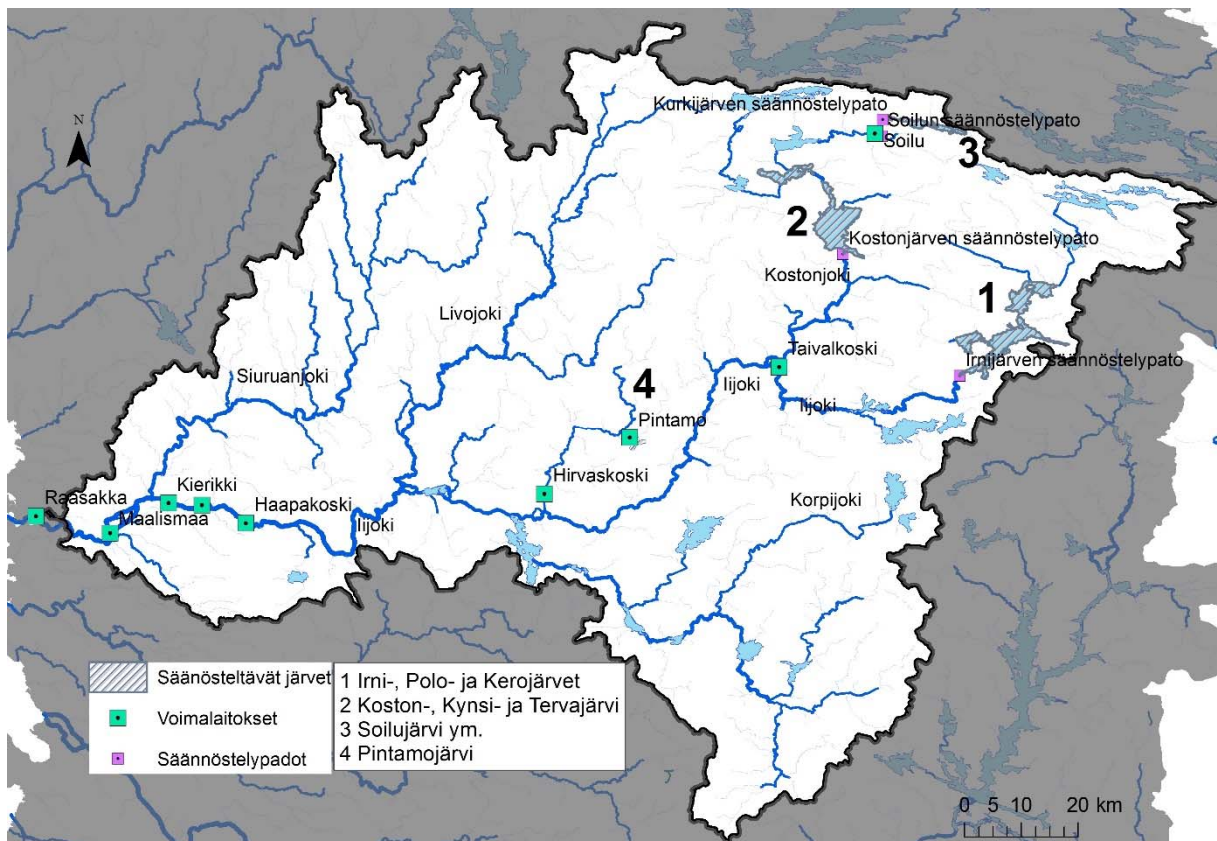 Kurkijärven säännöstelypato
Soilun säännöstelypato
Soilu
3
N
2
Kostonjärven säännöstelypato
Kostonjoki
1
Livojoki
Taivalkoski
Irnijärven säännöstelypato
Siuruanjoki
4
Iijoki
Iijoki
Pintamo
Hirvaskoski
Kierikki
Korpijoki
Raasakka
Haapakoski
Maalismaa
Iijoki
Säänösteltävät järvet
Voimalaitokset
Säännöstelypadot
1 Irni-, Polo- ja Kerojärvet
2 Koston-, Kynsi- ja Tervajärvi
3 Soilujärvi ym.
4 Pintamojärvi
0 5 10 20 km